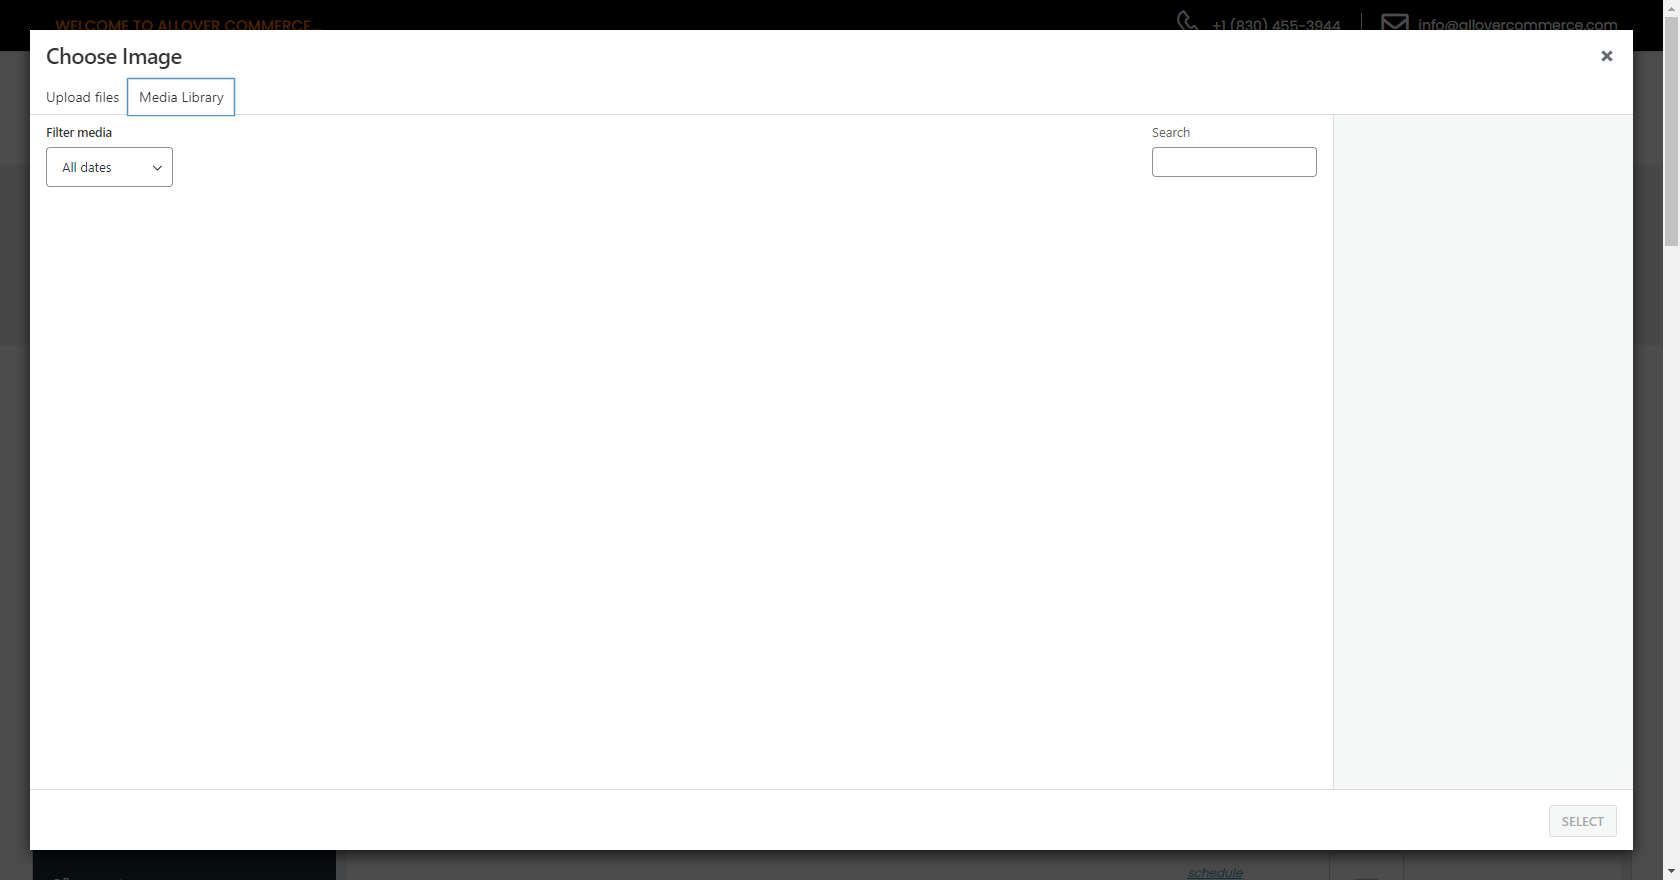 WELCOME TO ALLOVER COMMERCE...
+1 (830) 455-3944
info@allovercommerce.com
Choose Image
Upload files
Media Library
Filter media
Search
All dates
SELECT
schedule